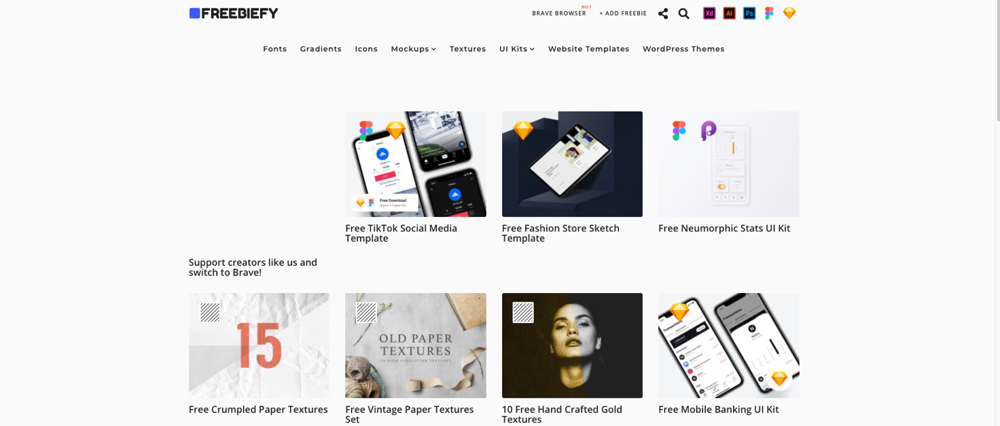 FREEBIEFY
HOT
BRAVE BROWSER
+ ADD FREEBIE
Xd
Ai
Ps
Fonts
Gradients
Icons
Mockups
Textures
UI Kits
Website Templates
WordPress Themes
Free Download
Sketch + Figma File
Free TikTok Social Media
Template
Free Fashion Store Sketch
Template
Free Neumorphic Stats UI Kit
Support creators like us and
switch to Brave!
15
OLD PAPER
TEXTURES
Transactions
Transactions
Free Crumpled Paper Textures
Free Vintage Paper Textures
Set
10 Free Hand Crafted Gold
Textures
Free Mobile Banking UI Kit